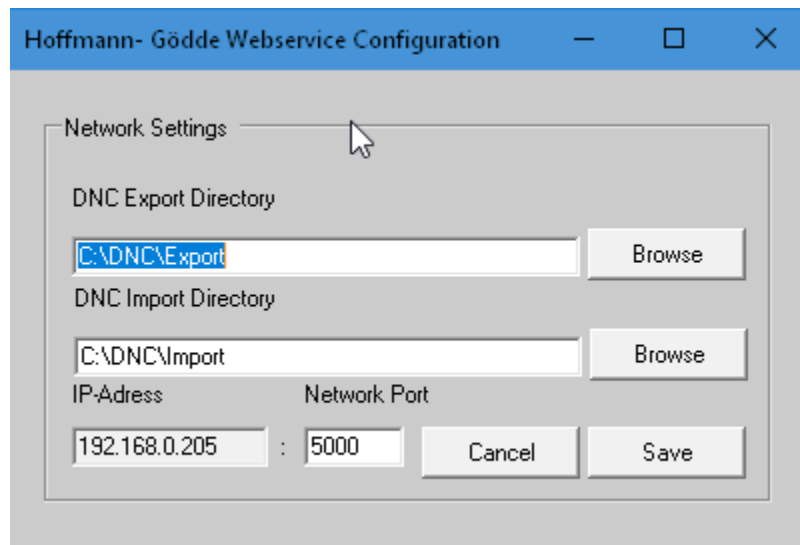 Hoffmann- Gödde Webservice Configuration
Network Settings
DNC Export Directory
C:\DNC\Export
Browse
DNC Import Directory
C:\DNC\Import
Browse
IP-Adress Network Port
192.168.0.205 : 5000 Cancel Save